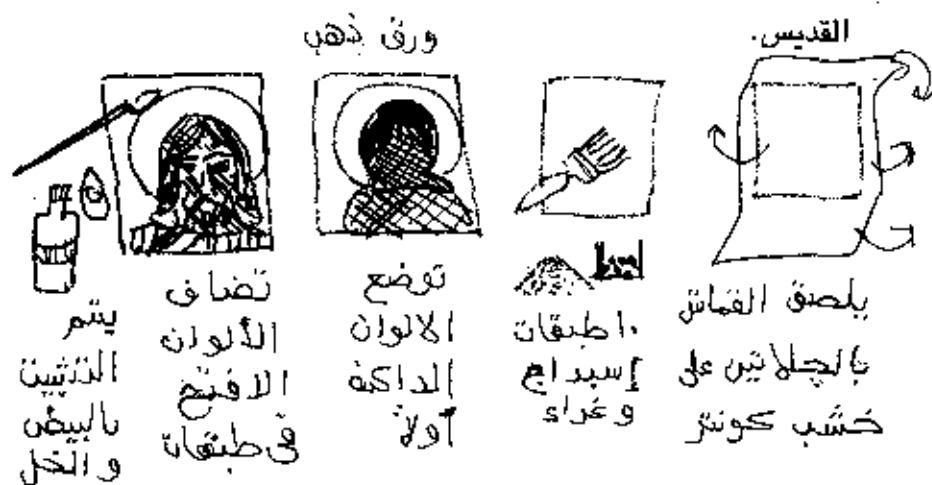 القديس.
ورق ذهب
يلصق القماش
بالجلاتين على
خشب كونتر
١٠ طبقات
إسبداج
وغراء
توضع
الالوان
الداكنة
أولاً
تضاف
الألوان
الافتح
فى طبقات
يتم
التثبيت
بالبيض
والخل